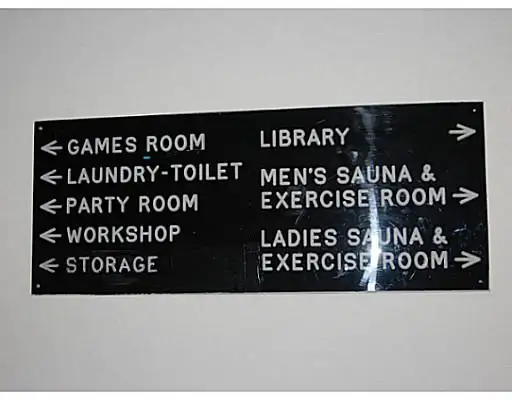 ← GAMES ROOM
← LAUNDRY-TOILET
← PARTY ROOM
← WORKSHOP
← STORAGE
LIBRARY →
MEN'S SAUNA &
EXERCISE ROOM →
LADIES SAUNA &
EXERCISE ROOM →